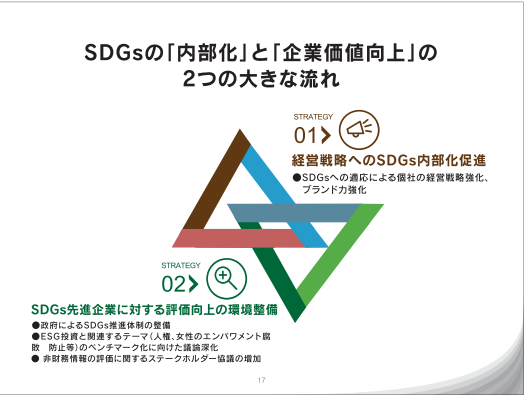 SDGsの「内部化」と「企業価値向上」の
2つの大きな流れ
STRATEGY
01
経営戦略へのSDGs内部化促進
●SDGsへの適応による個社の経営戦略強化、
ブランド力強化
STRATEGY
02
SDGs先進企業に対する評価向上の環境整備
●政府によるSDGs推進体制の整備
●ESG投資と関連するテーマ(人権、女性のエンパワメント腐
敗　防止等)のベンチマーク化に向けた議論深化
● 非財務情報の評価に関するステークホルダー協議の増加
17